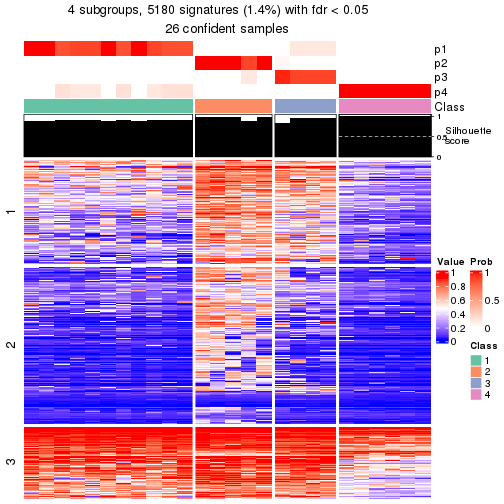 4 subgroups, 5180 signatures (1.4%) with fdr < 0.05
26 confident samples
p1
p2
p3
p4
Class
1
0.5
0
Silhouette
score
1
2
3
Value
1
0.8
0.6
0.4
0.2
0
Prob
1
0.5
0
Class
1
2
3
4